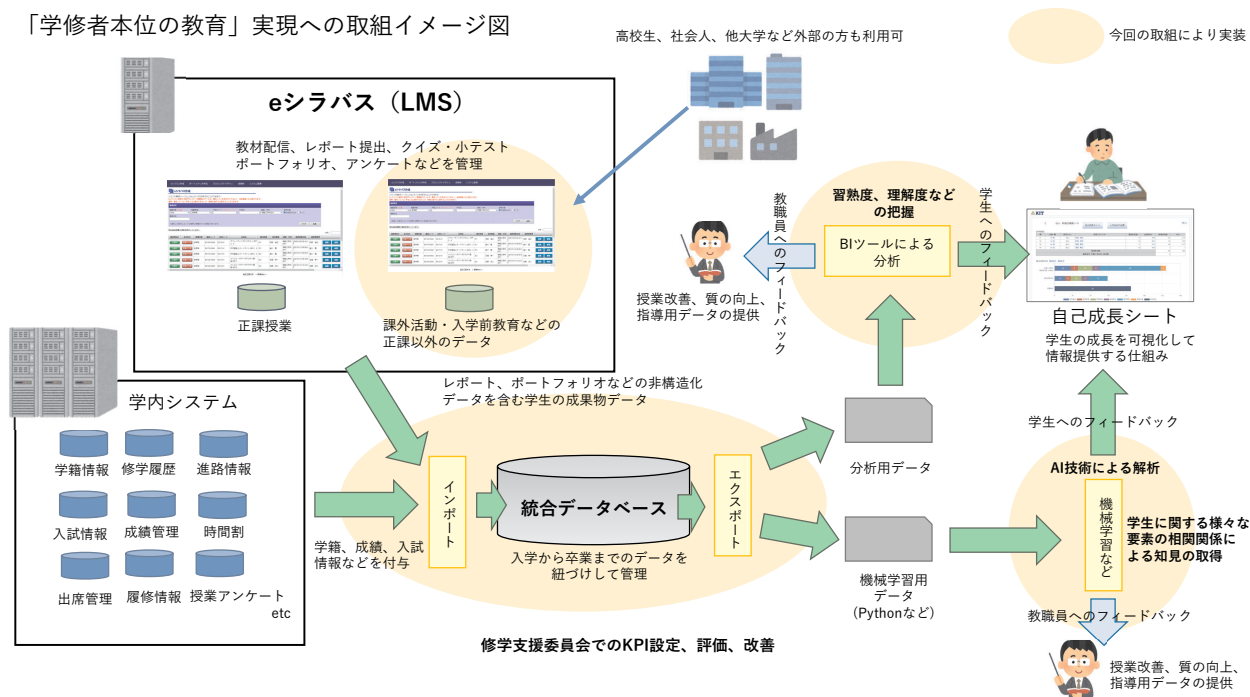 「学修者本位の教育」実現への取組イメージ図
高校生、社会人、他大学など外部の方も利用可
今回の取組により実装
eシラバス（LMS）
教材配信、レポート提出、クイズ・小テスト
ポートフォリオ、アンケートなどを管理
正課授業
課外活動・入学前教育などの
正課以外のデータ
学内システム
学籍情報
修学履歴
進路情報
入試情報
成績管理
時間割
出席管理
履修情報
授業アンケート
etc
レポート、ポートフォリオなどの非構造化
データを含む学生の成果物データ
学籍、成績、入試
情報などを付与
インポート
統合データベース
入学から卒業までのデータを
紐づけして管理
エクスポート
修学支援委員会でのKPI設定、評価、改善
分析用データ
機械学習用
データ
(Pythonなど)
習熟度、理解度など
の把握
BIツールによる
分析
教職員へのフィードバック
授業改善、質の向上、
指導用データの提供
学生へのフィードバック
KIT
自己成長シート
学生の成長を可視化して
情報提供する仕組み
学生へのフィードバック
AI技術による解析
機械学習など
学生に関する様々な
要素の相関関係に
よる知見の取得
教職員へのフィードバック
授業改善、質の向上、
指導用データの提供